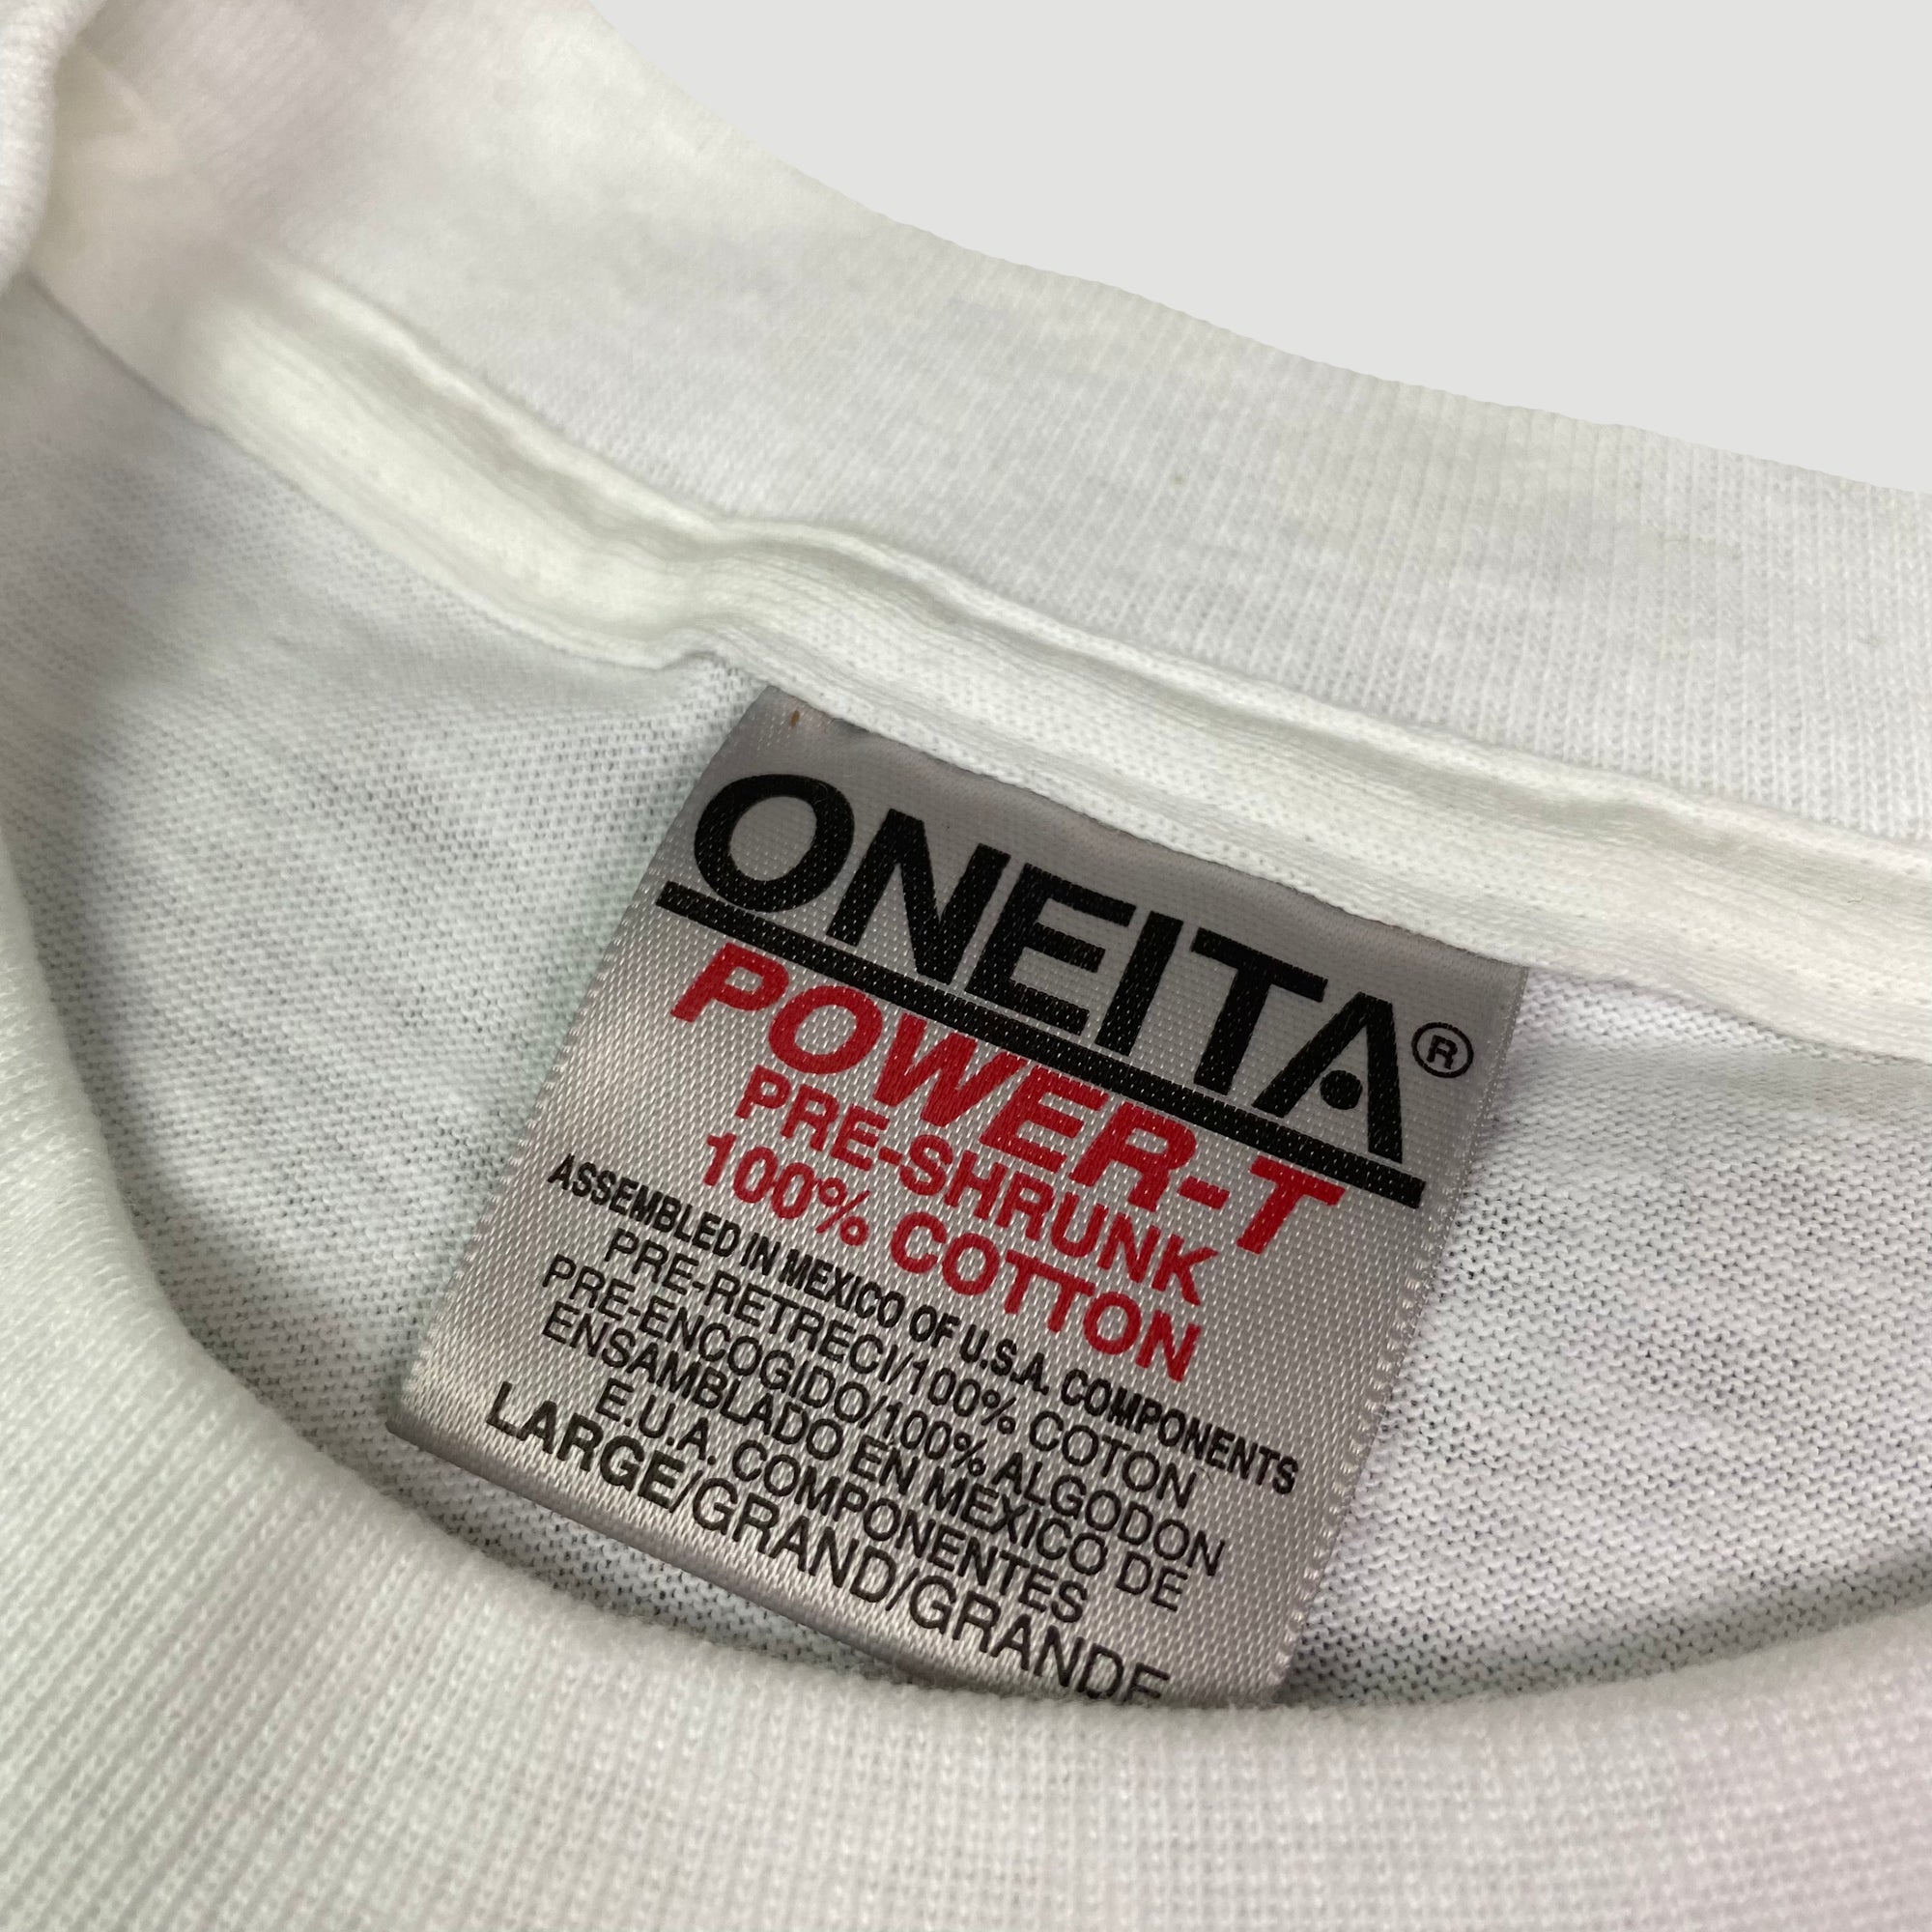 ONEITA®
POWER-T
PRE-SHRUNK
100% COTTON
ASSEMBLED IN MEXICO OF U.S.A. COMPONENTS
PRE-RETRECI/100% COTON
PRE-ENCOGIDO/100% ALGODON
ENSAMBLADO EN MEXICO DE
E.U.A. COMPONENTES
LARGE/GRAND/GRANDE